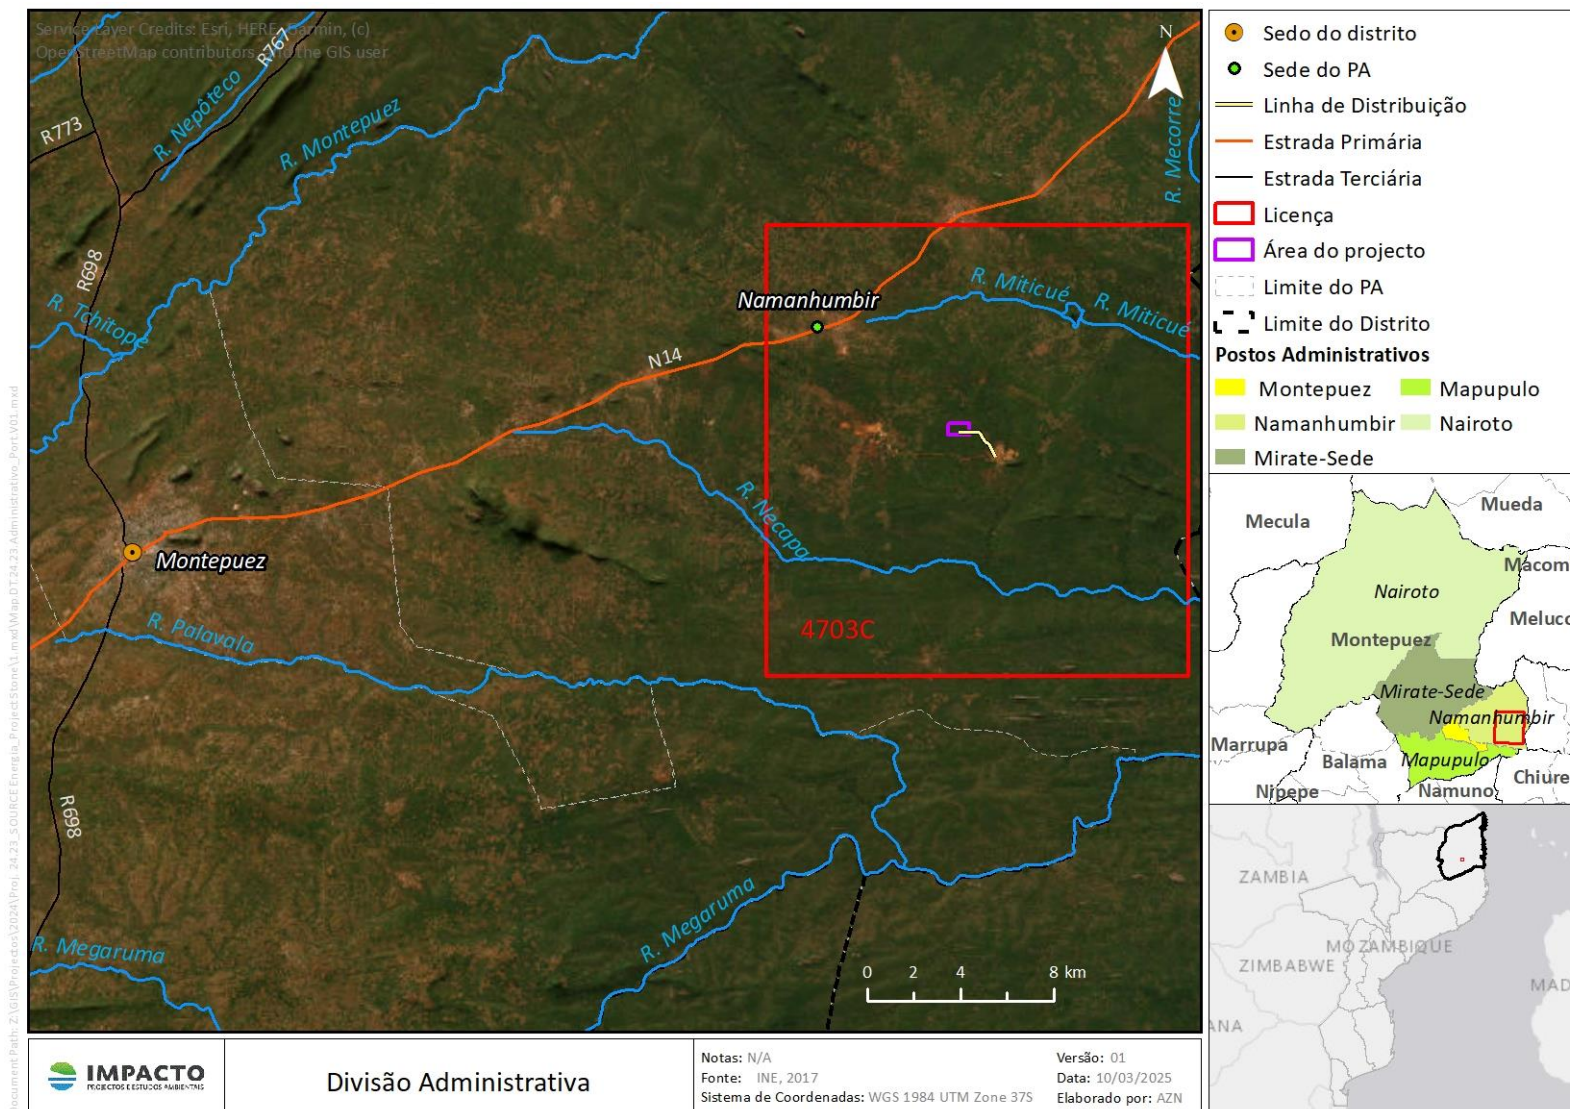 Service Layer Credits: Esri, HERE, Garmin, (c)
OpenStreetMap contributors, and the GIS user
R767
R773
R. Nepôteco
R. Montepuez
R. Mecorre
N
R698
R. Tchitope
Namanhumbir
R. Miticué
R. Miticué
N14
R. Necapa
Montepuez
R. Palavala
4703C
R698
R. Megaruma
R. Megaruma
0 2 4 8 km
Sedo do distrito
Sede do PA
Linha de Distribuição
Estrada Primária
Estrada Terciária
Licença
Área do projecto
Limite do PA
Limite do Distrito
Postos Administrativos
Montepuez Mapupulo
Namanhumbir Nairoto
Mirate-Sede
Mecula
Mueda
Macom
Nairoto
Meluco
Montepuez
Mirate-Sede
Namanhumbir
Marrupa
Balama
Mapupulo
Chiure
Nipepe
Namuno
ZAMBIA
MOZAMBIQUE
ZIMBABWE
MAD
ANA
IMPACTO
PROJECTOS E ESTUDOS AMBIENTAIS
Divisão Administrativa
Notas: N/A
Fonte: INE, 2017
Sistema de Coordenadas: WGS 1984 UTM Zone 37S
Versão: 01
Data: 10/03/2025
Elaborado por: AZN